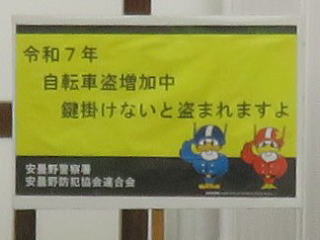 令和７年
自転車盗増加中
鍵掛けないと盗まれますよ
安曇野警察署
安曇野防犯協会連合会